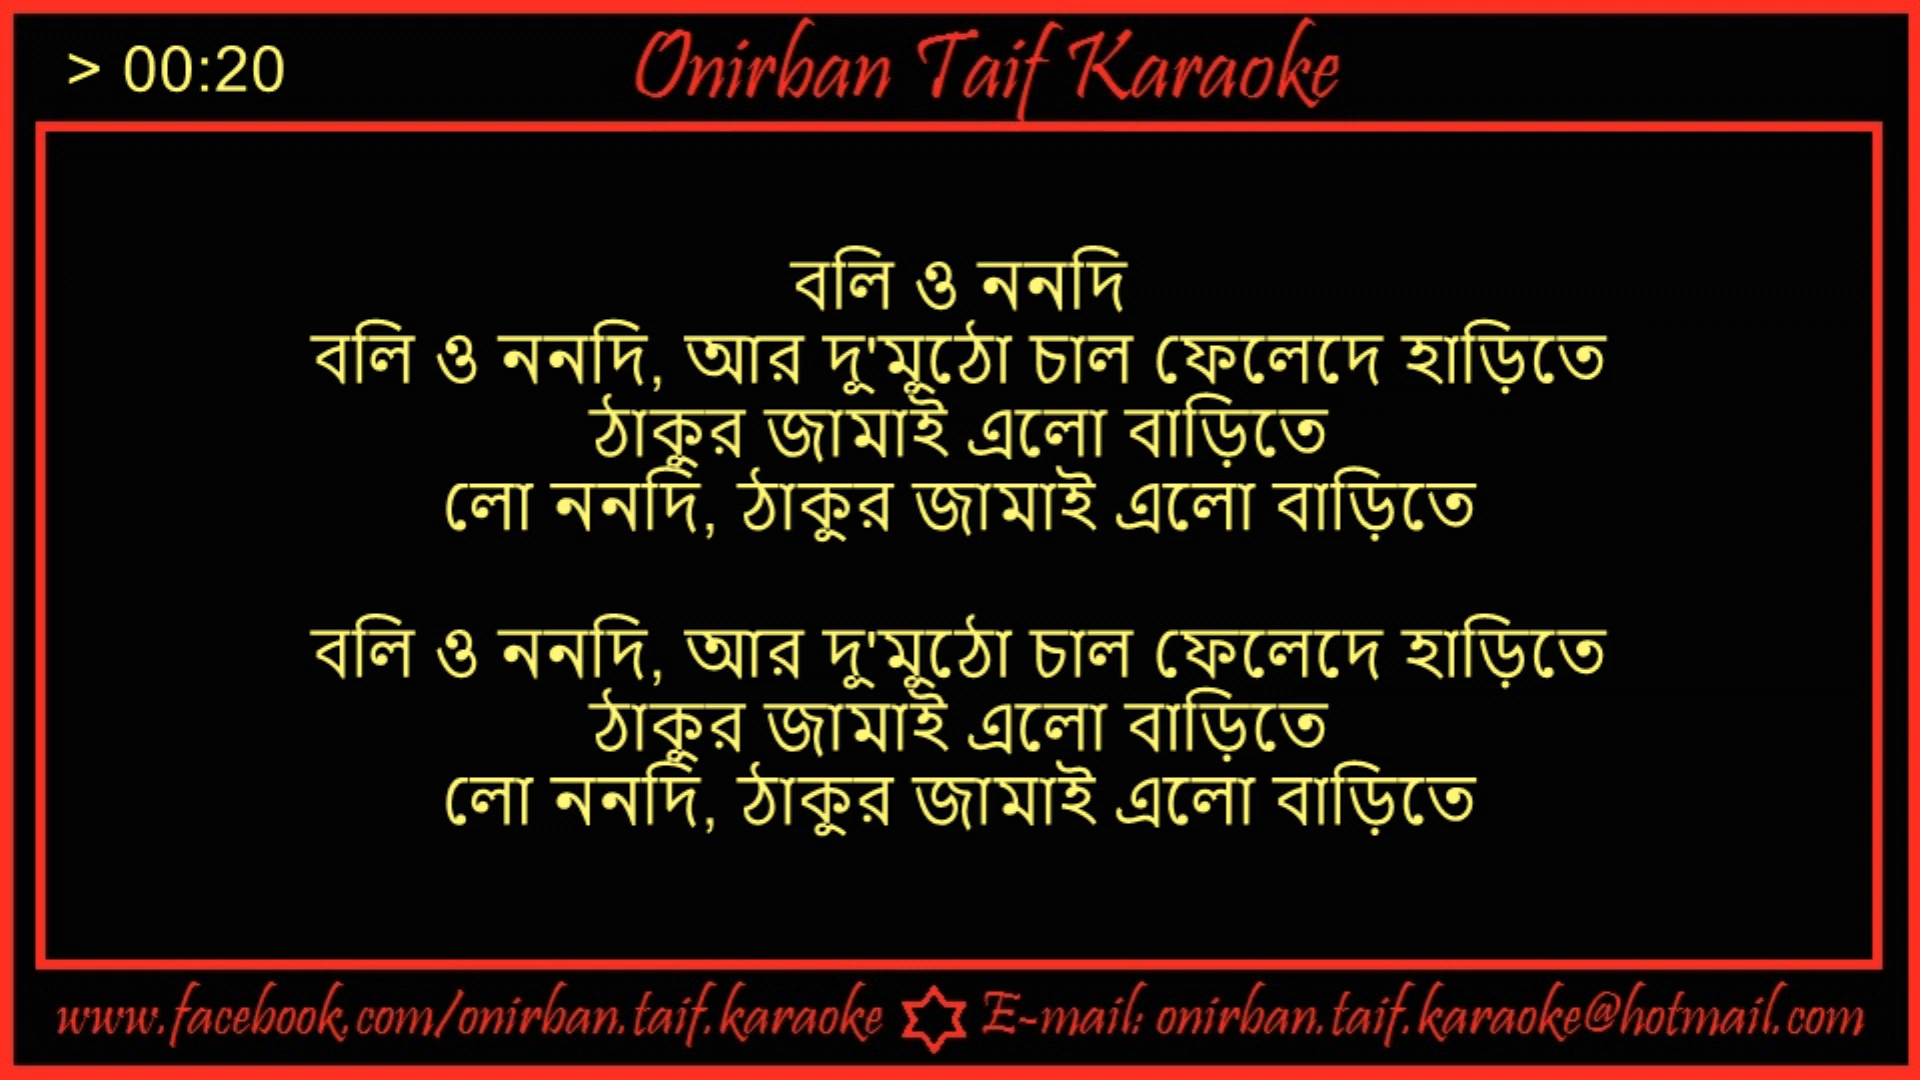 > 00:20
Onirban Taif Karaoke
বলি ও ননদি
বলি ও ননদি, আর দু'মুঠো চাল ফেলেদে হাড়িতে
ঠাকুর জামাই এলো বাড়িতে
লো ননদি, ঠাকুর জামাই এলো বাড়িতে
বলি ও ননদি, আর দু'মুঠো চাল ফেলেদে হাড়িতে
ঠাকুর জামাই এলো বাড়িতে
লো ননদি, ঠাকুর জামাই এলো বাড়িতে
www.facebook.com/onirban.taif.karaoke E-mail: onirban.taif.karaoke@hotmail.com